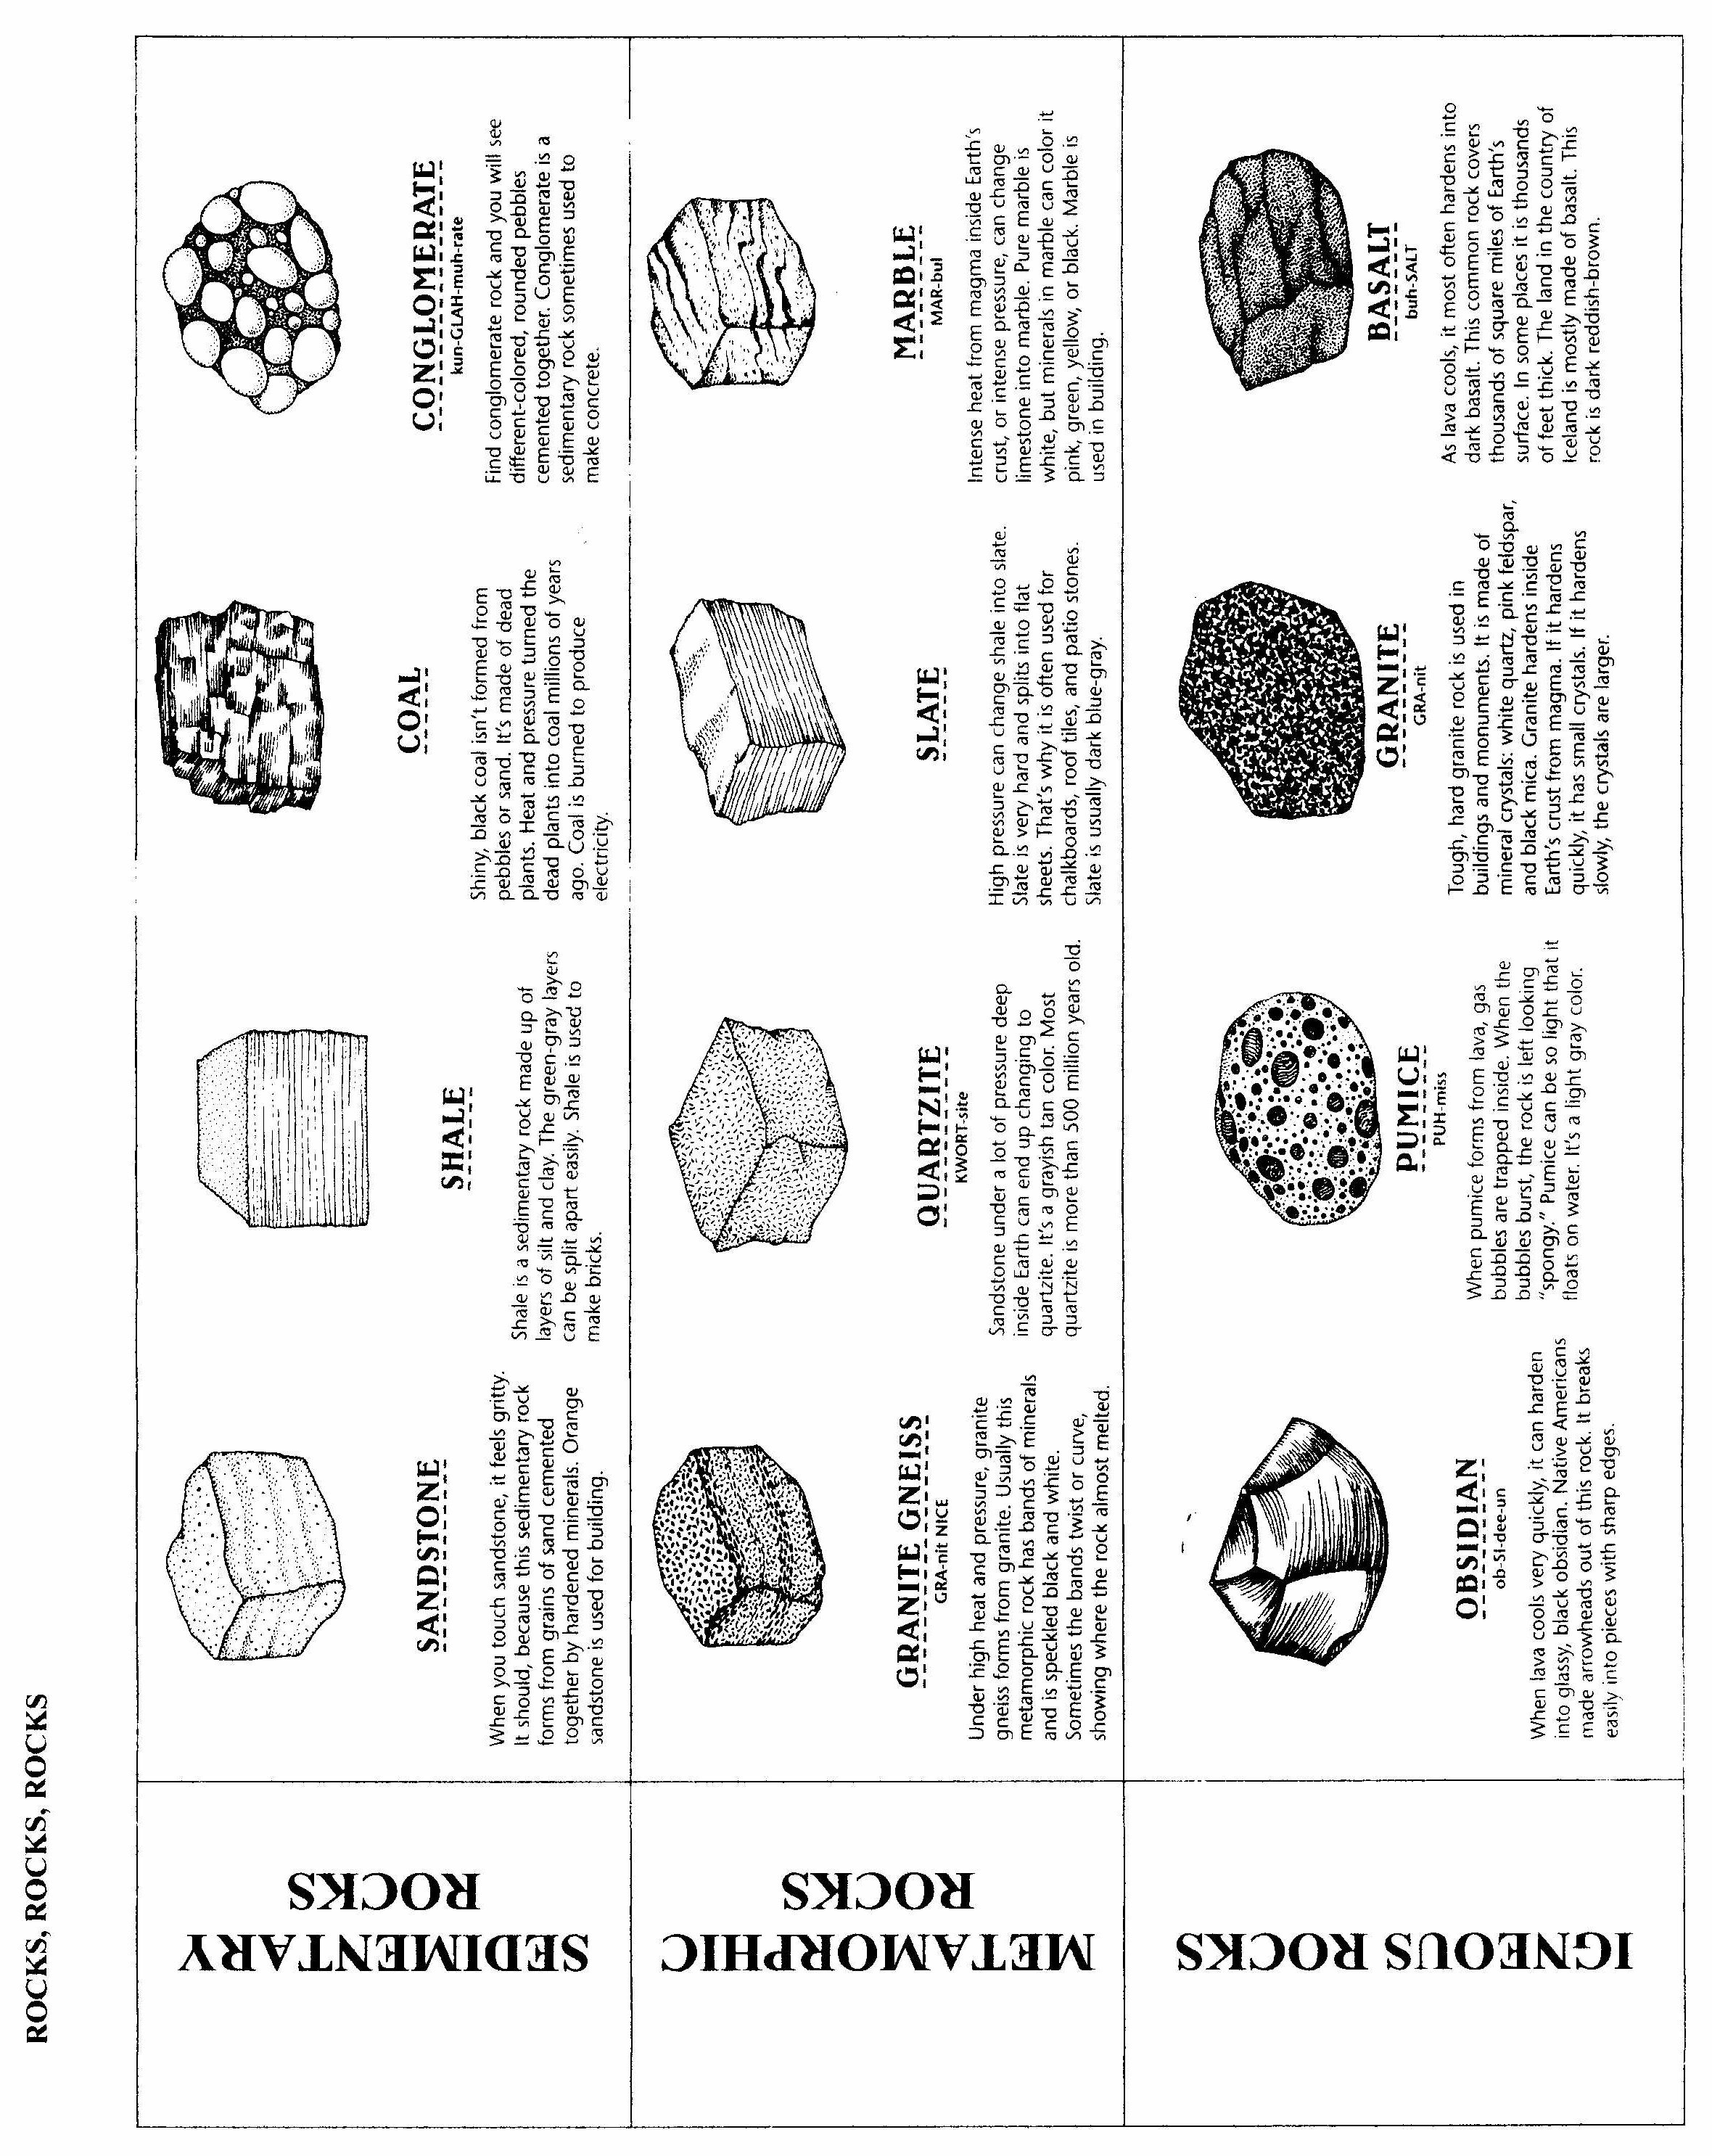 ROCKS, ROCKS, ROCKS
SEDIMENTARY
ROCKS
SANDSTONE
When you touch sandstone, it feels gritty.
It should, because this sedimentary rock
forms from grains of sand cemented
together by hardened minerals. Orange
sandstone is used for building.
SHALE
Shale is a sedimentary rock made up of
layers of silt and clay. The green-gray layers
can be split apart easily. Shale is used to
make bricks.
COAL
Shiny, black coal isn't formed from
pebbles or sand. It's made of dead
plants. Heat and pressure turned the
dead plants into coal millions of years
ago. Coal is burned to produce
electricity.
CONGLOMERATE
kun-GLAH-muh-rate
Find conglomerate rock and you will see
different-colored, rounded pebbles
cemented together. Conglomerate is a
sedimentary rock sometimes used to
make concrete.
METAMORPHIC
ROCKS
GRANITE GNEISS
GRA-nit NICE
Under high heat and pressure, granite
gneiss forms from granite. Usually this
metamorphic rock has bands of minerals
and is speckled black and white.
Sometimes the bands twist or curve,
showing where the rock almost melted.
QUARTZITE
KWORT-site
Sandstone under a lot of pressure deep
inside Earth can end up changing to
quartzite. It's a grayish tan color. Most
quartzite is more than 500 million years old.
SLATE
High pressure can change shale into slate.
Slate is very hard and splits into flat
sheets. That's why it is often used for
chalkboards, roof tiles, and patio stones.
Slate is usually dark blue-gray.
MARBLE
MAR-bul
Intense heat from magma inside Earth's
crust, or intense pressure, can change
limestone into marble. Pure marble is
white, but minerals in marble can color it
pink, green, yellow, or black. Marble is
used in building.
IGNEOUS ROCKS
OBSIDIAN
ob-SI-dee-un
When lava cools very quickly, it can harden
into glassy, black obsidian. Native Americans
made arrowheads out of this rock. It breaks
easily into pieces with sharp edges.
PUMICE
PUH-miss
When pumice forms from lava, gas
bubbles are trapped inside. When the
bubbles burst, the rock is left looking
"spongy." Pumice can be so light that it
floats on water. It's a light gray color.
GRANITE
GRA-nit
Tough, hard granite rock is used in
buildings and monuments. It is made of
mineral crystals: white quartz, pink feldspar,
and black mica. Granite hardens inside
Earth's crust from magma. If it hardens
quickly, it has small crystals. If it hardens
slowly, the crystals are larger.
BASALT
buh-SALT
As lava cools, it most often hardens into
dark basalt. This common rock covers
thousands of square miles of Earth's
surface. In some places it is thousands
of feet thick. The land in the country of
Iceland is mostly made of basalt. This
rock is dark reddish-brown.